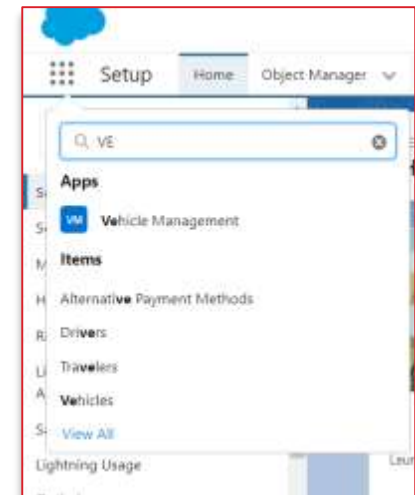 Setup Home Object Manager
VE
Apps
VM Vehicle Management
Items
Alternative Payment Methods
Drivers
Travelers
Vehicles
View All
Lightning Usage